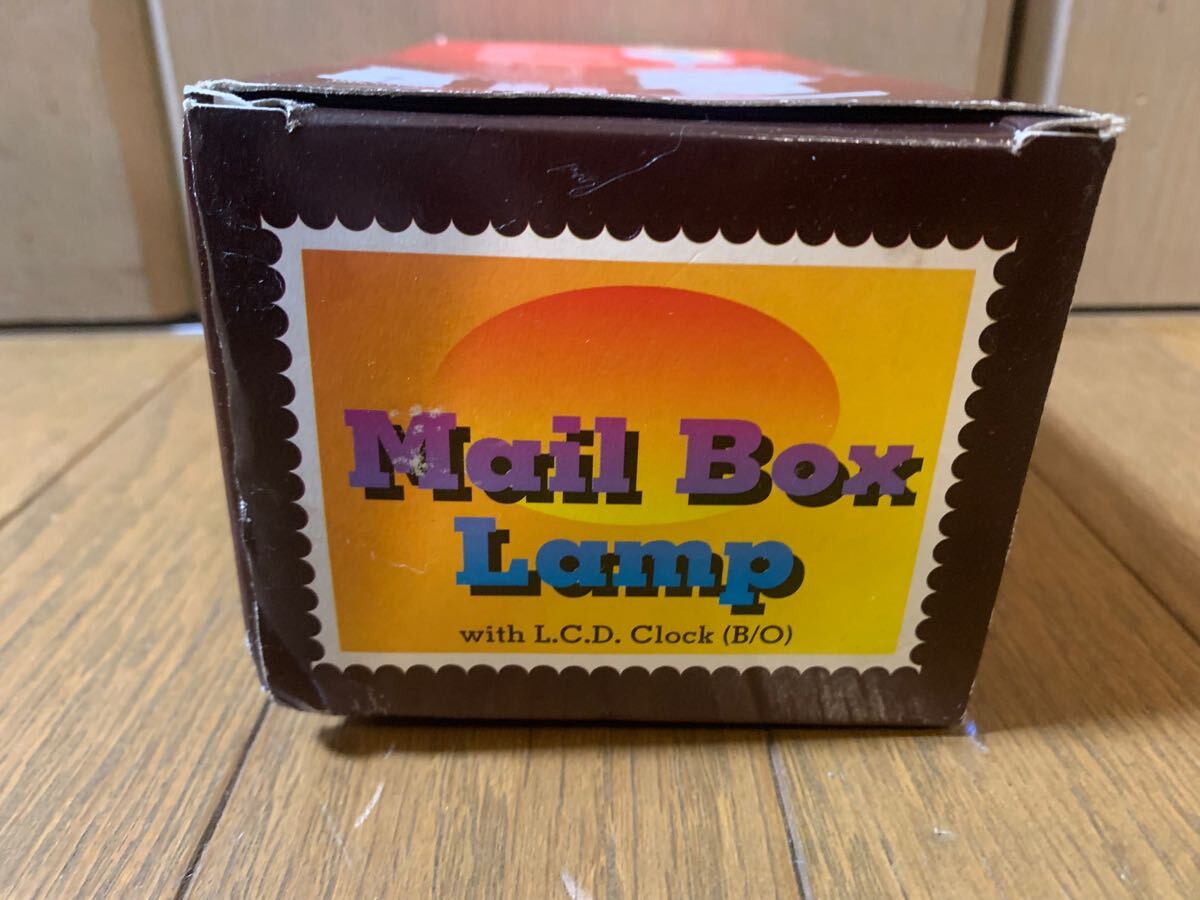 Mail Box
Lamp
with L.C.D. Clock (B/O)